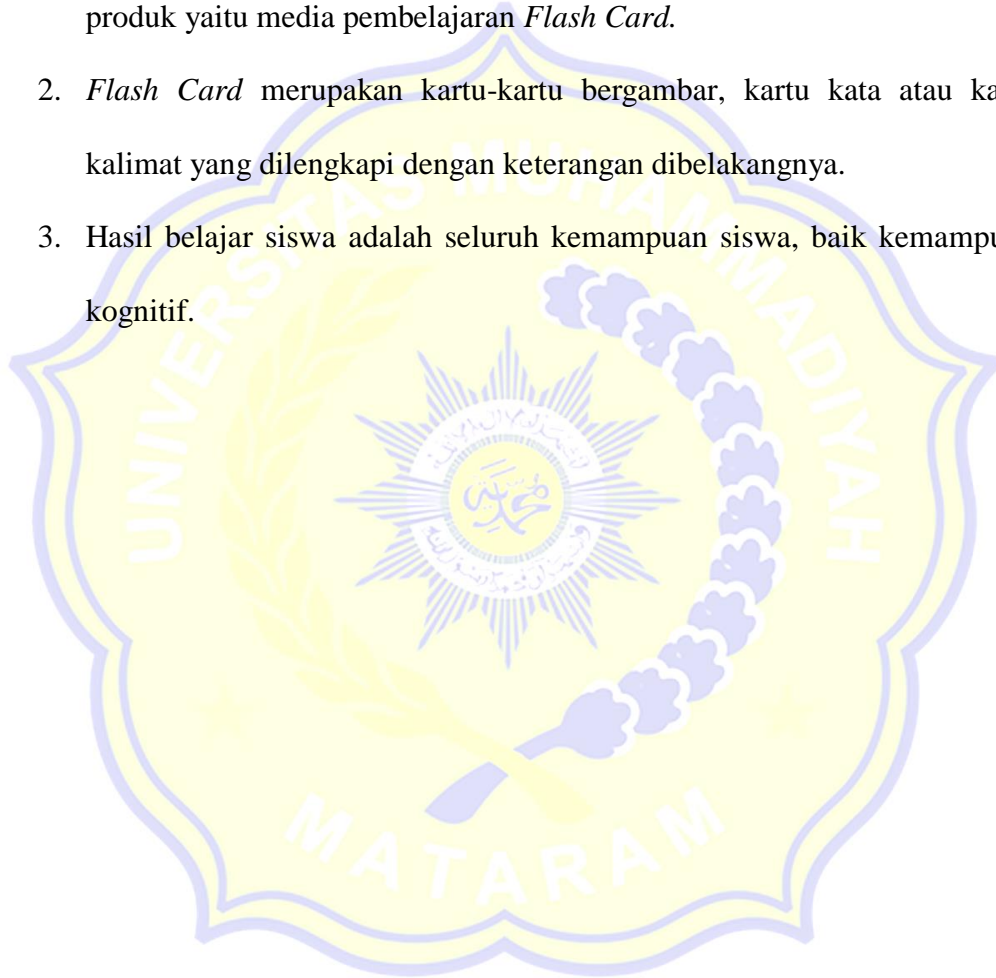 produk yaitu media pembelajaran Flash Card.
2. Flash Card merupakan kartu-kartu bergambar, kartu kata atau ka
kalimat yang dilengkapi dengan keterangan dibelakangnya.
3. Hasil belajar siswa adalah seluruh kemampuan siswa, baik kemampu
kognitif.
UNIVERSITAS MUHAMMADIYAH
MATARAM